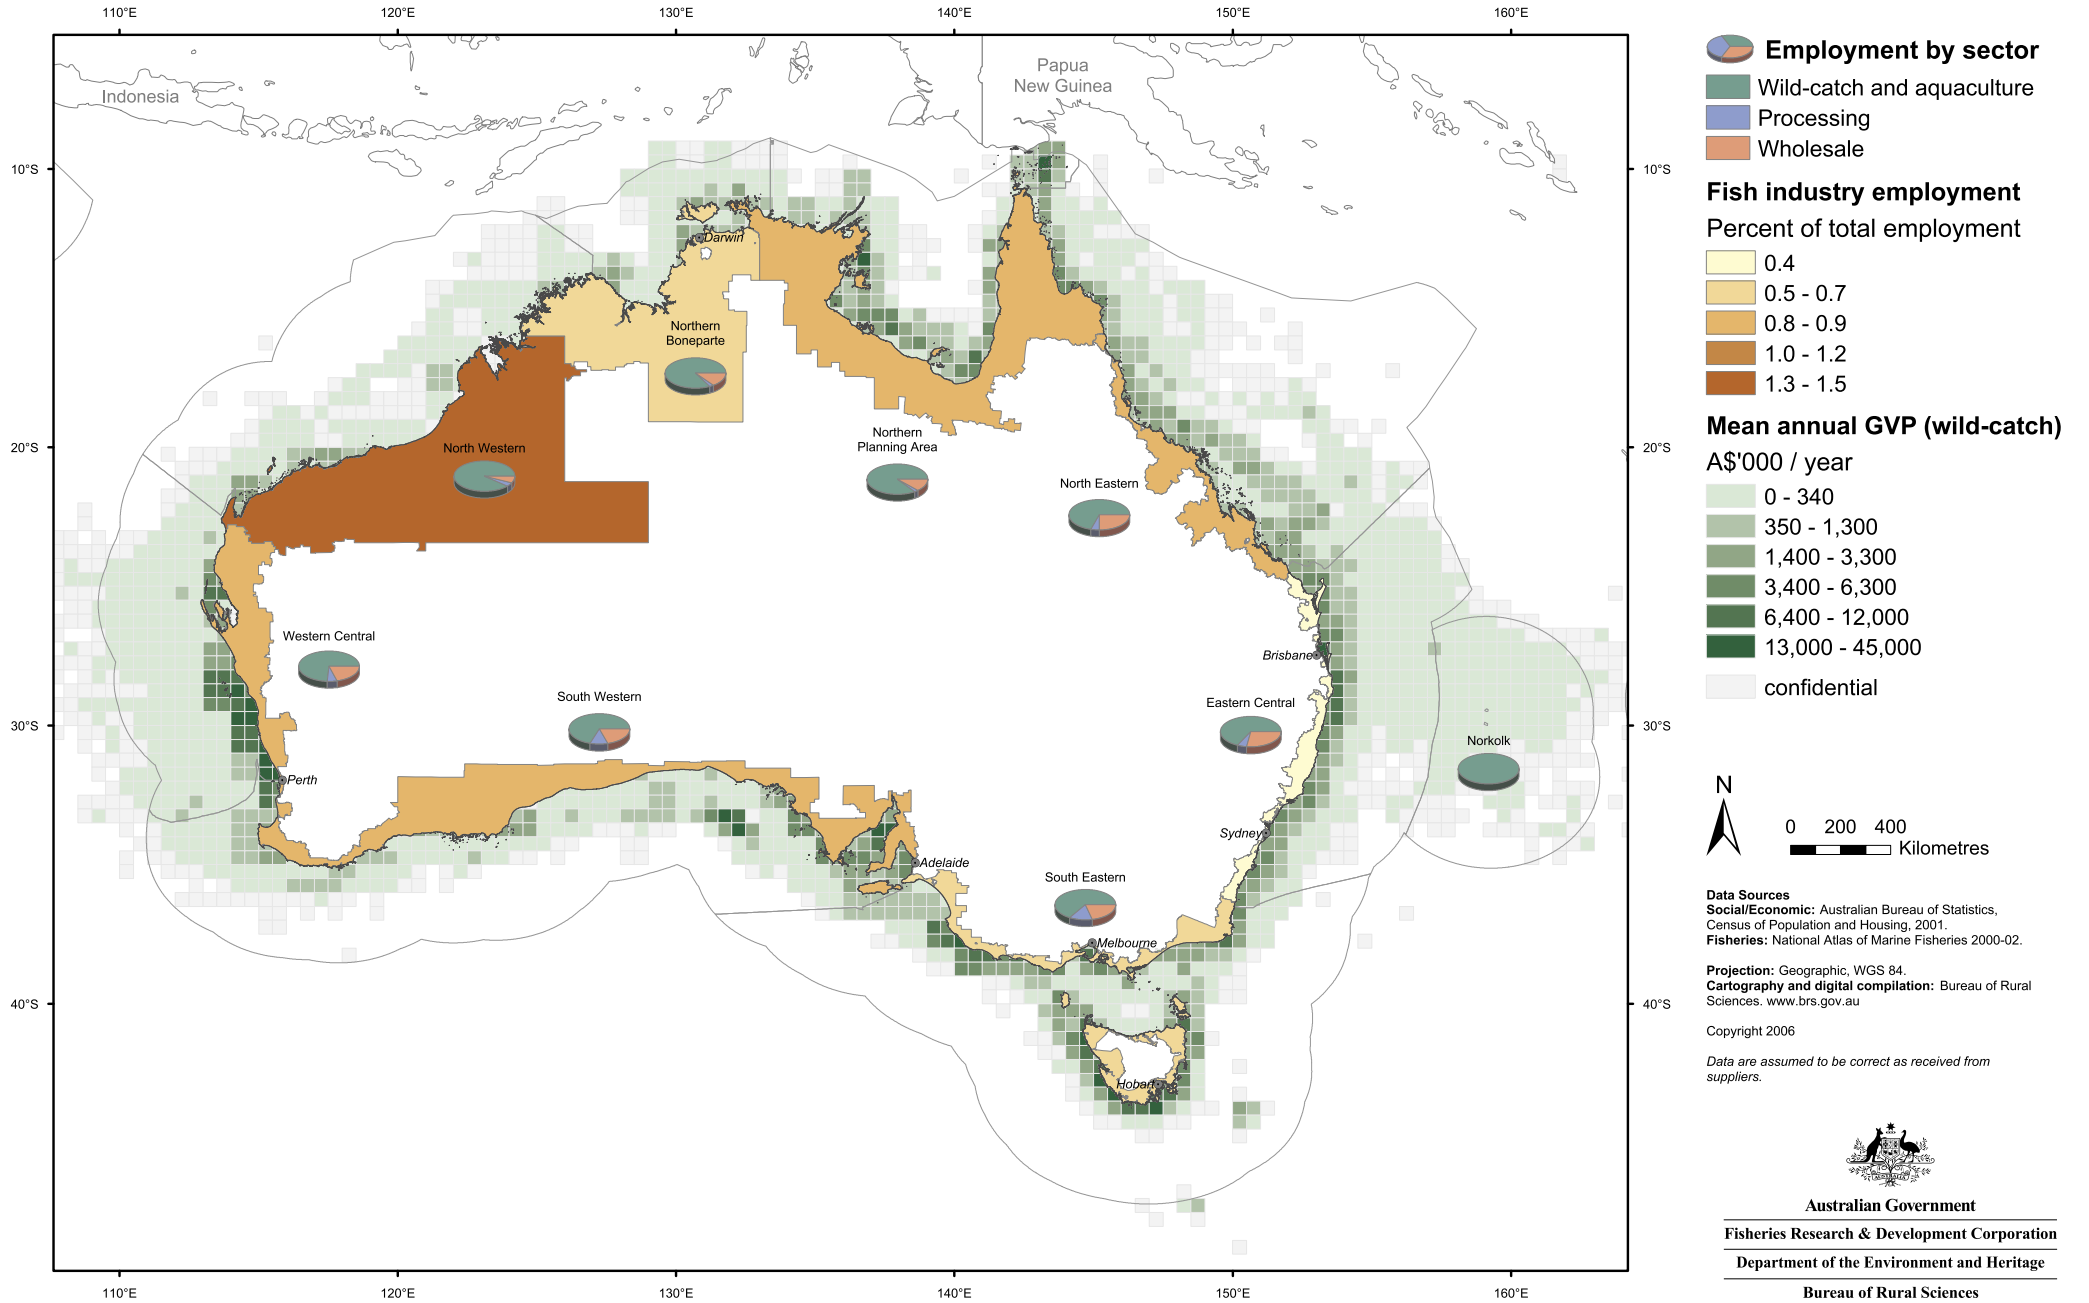 110°E
120°E
130°E
140°E
150°E
160°E
Indonesia
Papua
New Guinea
10°S
10°S
Darwin
Northern
Boneparte
20°S
20°S
North Western
Northern
Planning Area
North Eastern
Western Central
Brisbane
South Western
Eastern Central
30°S
30°S
Norkolk
Perth
Sydney
Adelaide
South Eastern
Melbourne
40°S
40°S
Hobart
110°E
120°E
130°E
140°E
150°E
160°E
Employment by sector
Wild-catch and aquaculture
Processing
Wholesale
Fish industry employment
Percent of total employment
0.4
0.5 - 0.7
0.8 - 0.9
1.0 - 1.2
1.3 - 1.5
Mean annual GVP (wild-catch)
A$'000 / year
0 - 340
350 - 1,300
1,400 - 3,300
3,400 - 6,300
6,400 - 12,000
13,000 - 45,000
confidential
N
0 200 400
Kilometres
Data Sources
Social/Economic: Australian Bureau of Statistics,
Census of Population and Housing, 2001.
Fisheries: National Atlas of Marine Fisheries 2000-02.
Projection: Geographic, WGS 84.
Cartography and digital compilation: Bureau of Rural
Sciences. www.brs.gov.au
Copyright 2006
Data are assumed to be correct as received from
suppliers.
AUSTRALIA
Australian Government
Fisheries Research & Development Corporation
Department of the Environment and Heritage
Bureau of Rural Sciences